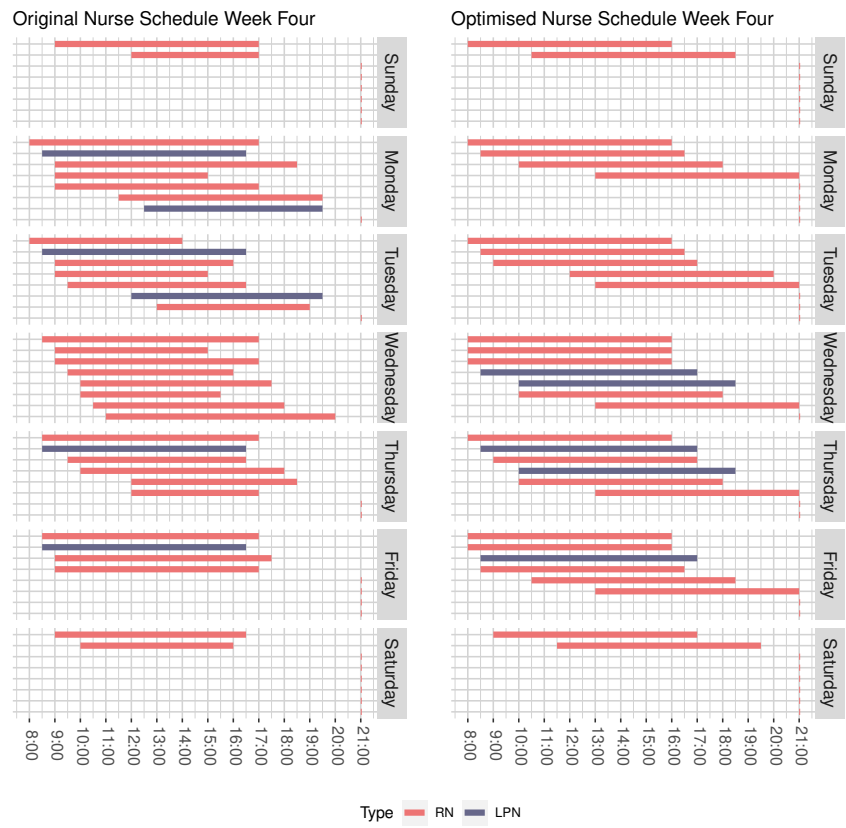 Original Nurse Schedule Week Four
Sunday
Monday
Tuesday
Wednesday
Thursday
Friday
Saturday
8:00
9:00
10:00
11:00
12:00
13:00
14:00
15:00
16:00
17:00
18:00
19:00
20:00
21:00
Optimised Nurse Schedule Week Four
Sunday
Monday
Tuesday
Wednesday
Thursday
Friday
Saturday
8:00
9:00
10:00
11:00
12:00
13:00
14:00
15:00
16:00
17:00
18:00
19:00
20:00
21:00
Type RN LPN